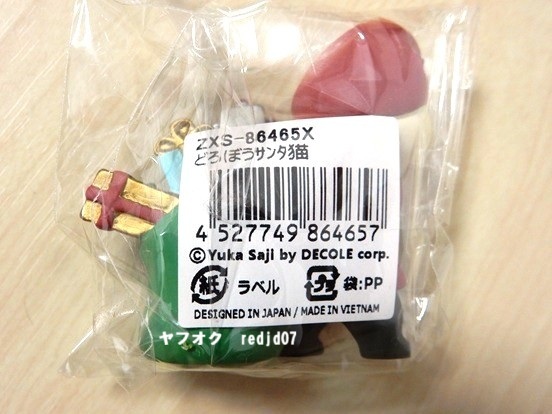 ZXS-86465X
どろぼうサンタ猫
4 527749 864657
©Yuka Saji by DECOLE corp.
紙 ラベル プラ 袋:PP
DESIGNED IN JAPAN / MADE IN VIETNAM
ヤフオク redjd07